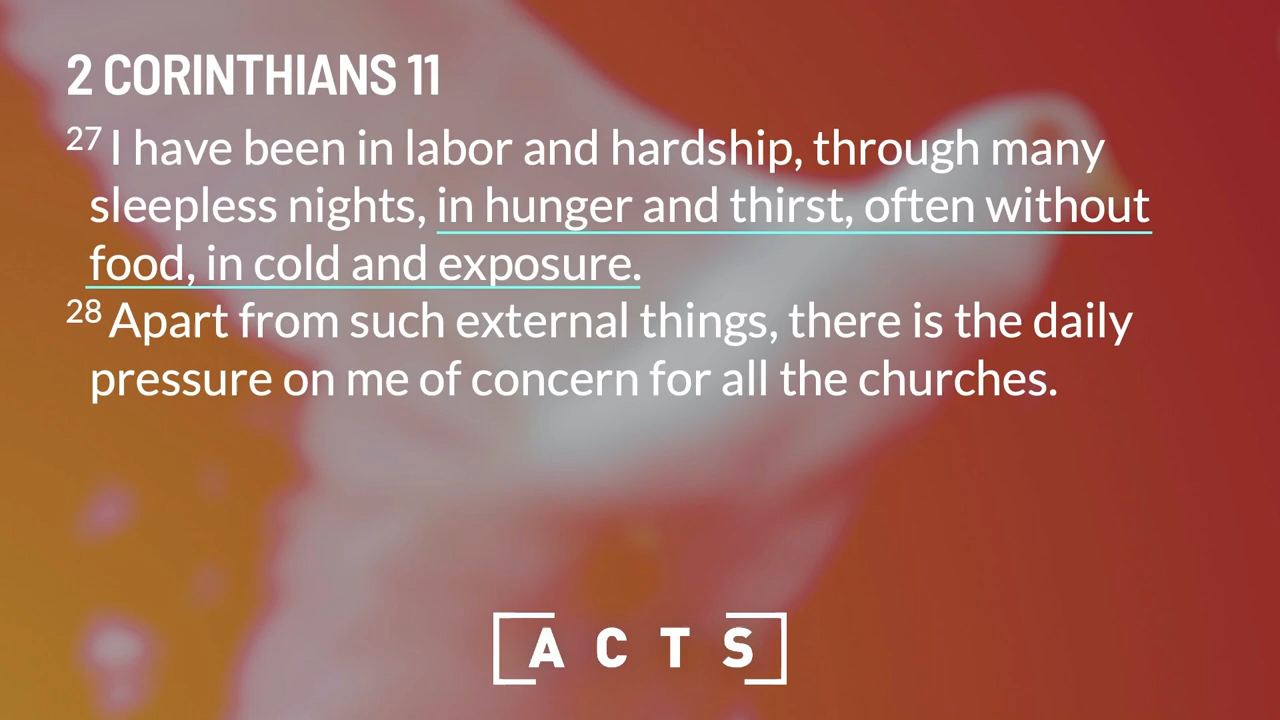 2 CORINTHIANS 11
27 I have been in labor and hardship, through many
sleepless nights, in hunger and thirst, often without
food, in cold and exposure.
28 Apart from such external things, there is the daily
pressure on me of concern for all the churches.
ACTS